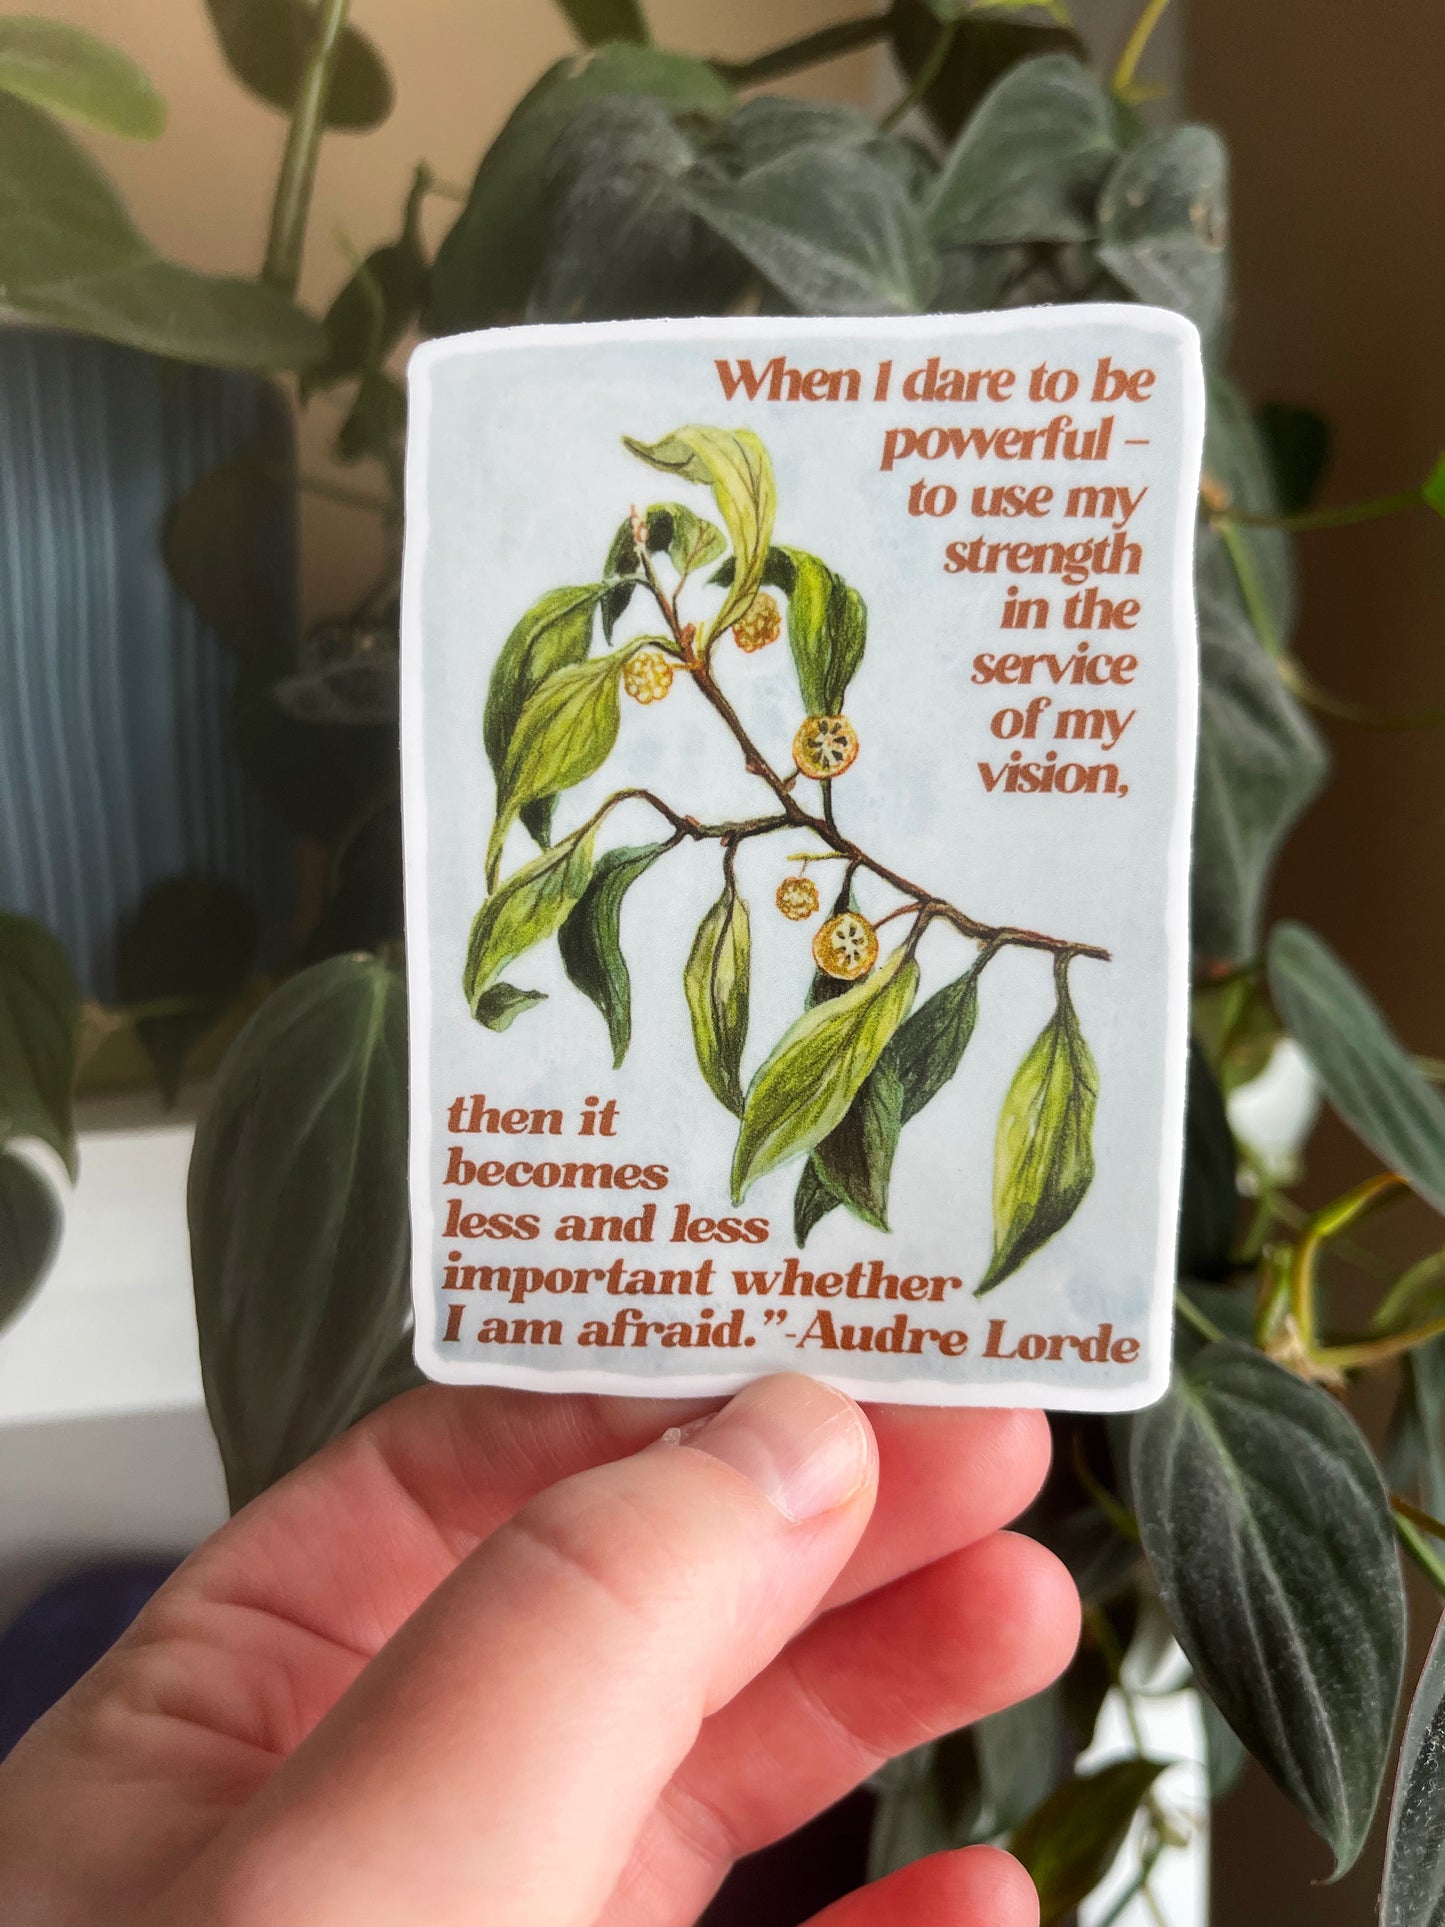 When I dare to be
powerful –
to use my
strength
in the
service
of my
vision,
then it
becomes
less and less
important whether
I am afraid.”-Audre Lorde